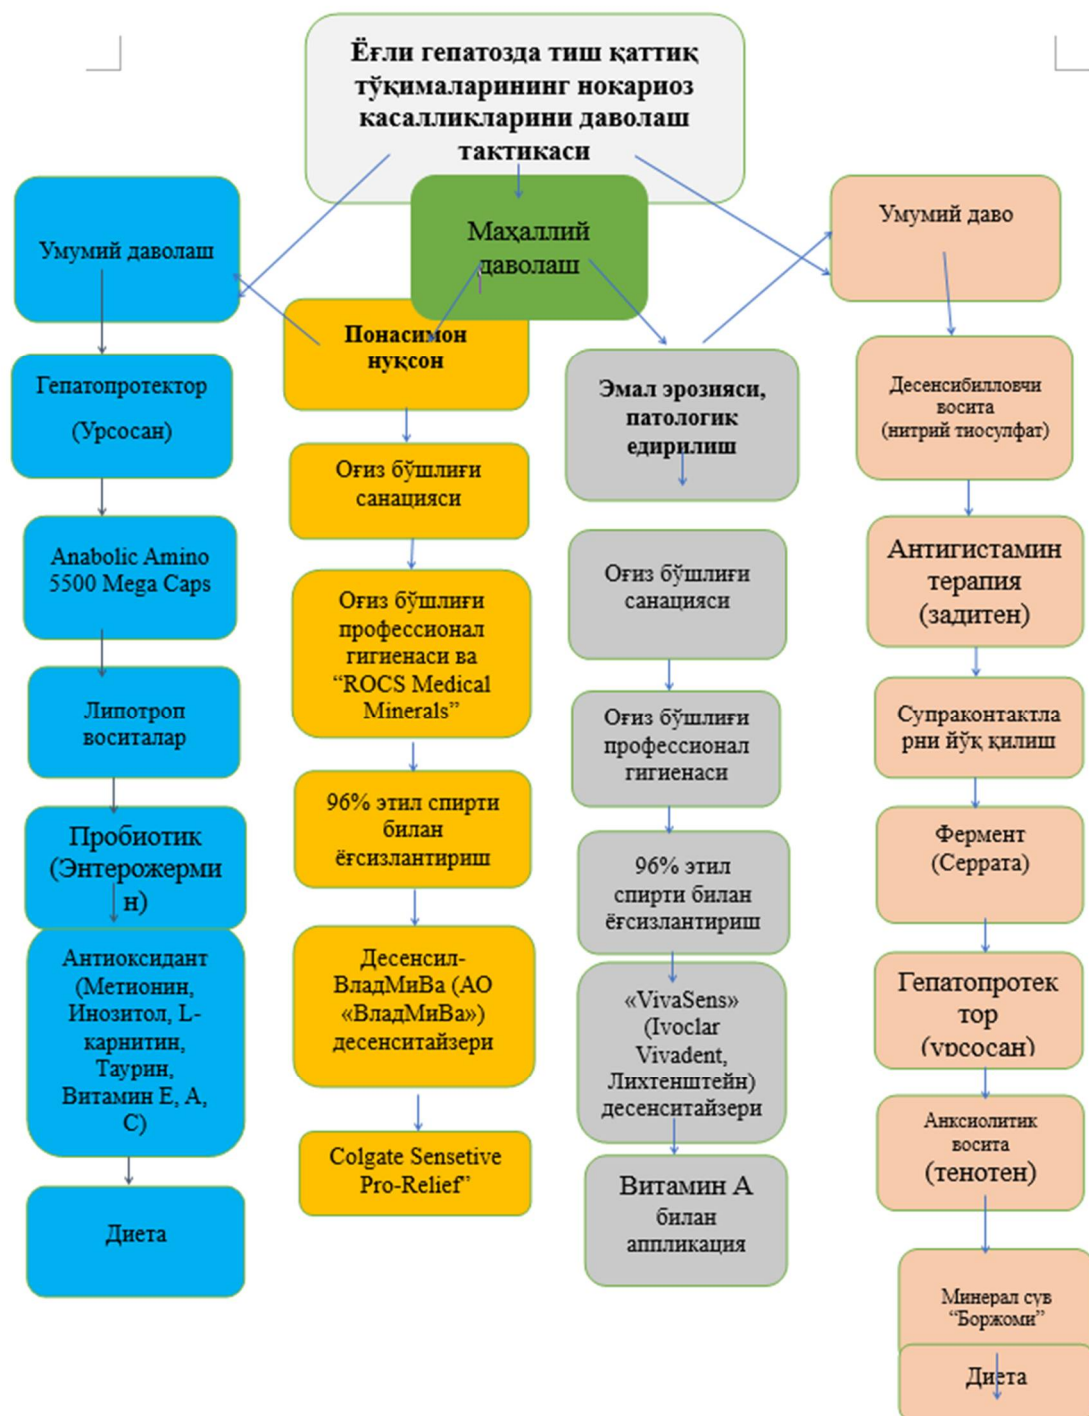 Ёғли гепатозда тиш қаттиқ
тўқималарининг нокариоз
касалликларини даволаш
тактикаси
Умумий даволаш
Гепатопротектор
(Урсосан)
Anabolic Amino
5500 Mega Caps
Липотроп
воситалар
Пробиотик
(Энтерожерми
н)
Антиоксидант
(Метионин,
Инозитол, L-
карнитин,
Таурин,
Витамин Е, А,
С)
Диета
Маҳаллий
даволаш
Понасимон
нуқсон
Оғиз бўшлиғи
санацияси
Оғиз бўшлиғи
профессионал
гигиенаси ва
“ROCS Medical
Minerals”
96% этил спирти
билан
ёғсизлантириш
Десенсил-
ВладМиВа (АО
«ВладМиВа»)
десенситайзери
Colgate Sensetive
Pro-Relief”
Эмал эрозияси,
патологик
едирилиш
Оғиз бўшлиғи
санацияси
Оғиз бўшлиғи
профессионал
гигиенаси
96% этил
спирти билан
ёғсизлантириш
«VivaSens»
(Ivoclar
Vivadent,
Лихтенштейн)
десенситайзери
Витамин А
билан
аппликация
Умумий даво
Десенсибилловчи
восита
(нитрий тиосулфат)
Антигистамин
терапия
(задитен)
Супраконтактла
рни йўқ қилиш
Фермент
(Серрата)
Гепатопротек
тор
(урсосан)
Анксиолитик
восита
(тенотен)
Минерал сув
“Боржоми”
Диета